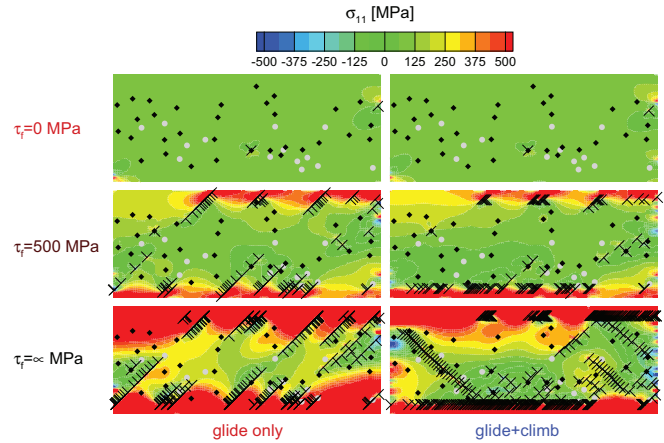 σ11 [MPa]
-500 -375 -250 -125 0 125 250 375 500
τf=0 MPa
τf=500 MPa
τf=∝ MPa
glide only
glide+climb